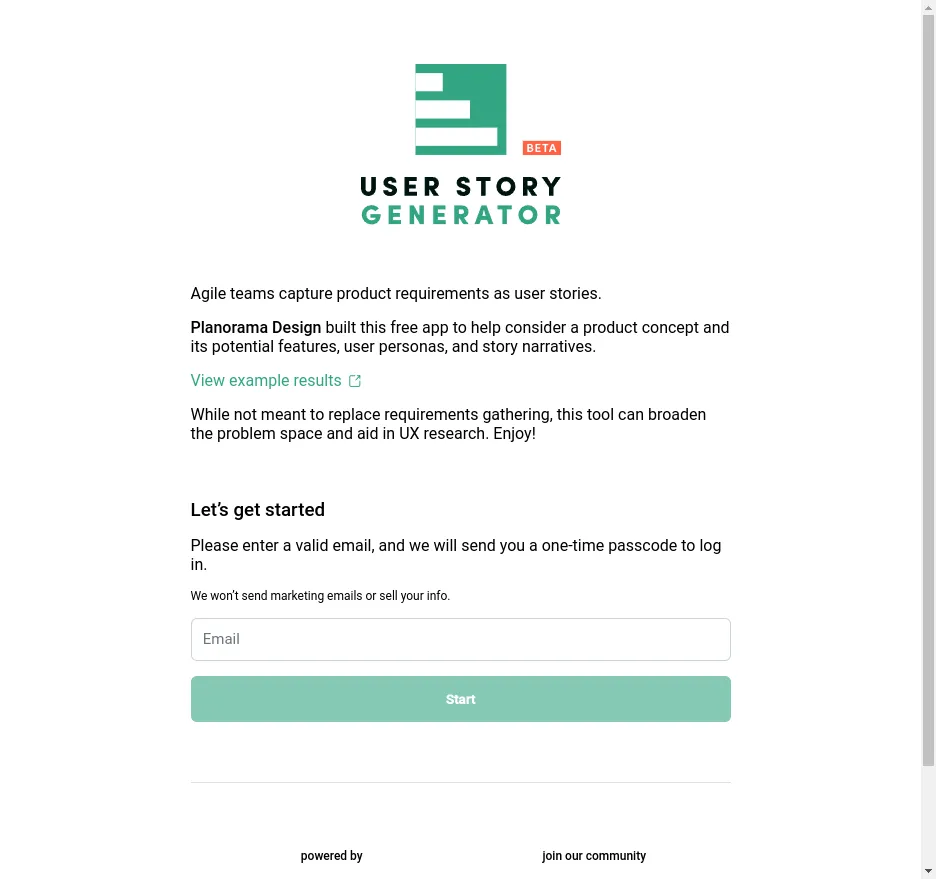 BETA
USER STORY
GENERATOR
Agile teams capture product requirements as user stories.
Planorama Design built this free app to help consider a product concept and
its potential features, user personas, and story narratives.
View example results
While not meant to replace requirements gathering, this tool can broaden
the problem space and aid in UX research. Enjoy!
Let’s get started
Please enter a valid email, and we will send you a one-time passcode to log
in.
We won’t send marketing emails or sell your info.
Email
Start
powered by
join our community